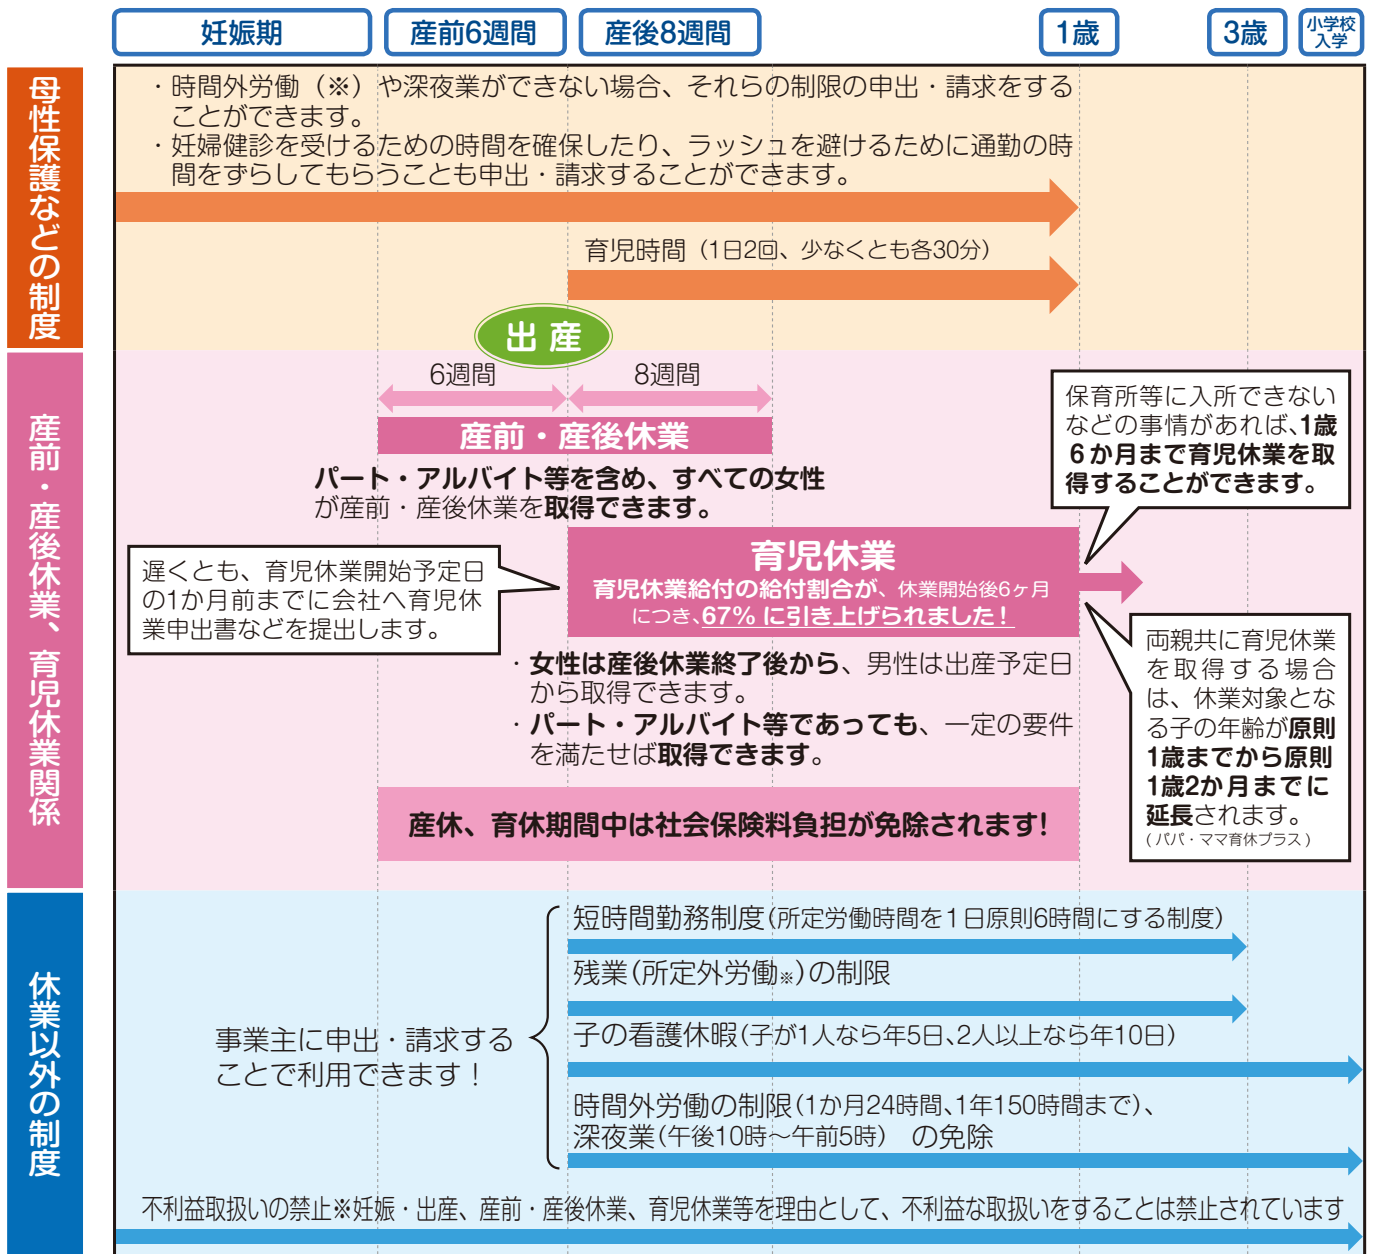 妊娠期
産前6週間
産後8週間
1歳
3歳
小学校
入学
母性保護などの制度
・時間外労働（※）や深夜業ができない場合、それらの制限の申出・請求をする
ことができます。
・妊婦健診を受けるための時間を確保したり、ラッシュを避けるために通勤の時
間をずらしてもらうことも申出・請求することができます。
育児時間（1日2回、少なくとも各30分）
出産
産前・産後休業、育児休業関係
6週間
8週間
産前・産後休業
パート・アルバイト等を含め、すべての女性
が産前・産後休業を取得できます。
保育所等に入所できない
などの事情があれば、1歳
6か月まで育児休業を取
得することができます。
育児休業
育児休業給付の給付割合が、休業開始後6ヶ月
につき、67% に引き上げられました！
遅くとも、育児休業開始予定日
の1か月前までに会社へ育児休
業申出書などを提出します。
・女性は産後休業終了後から、男性は出産予定日
から取得できます。
・パート・アルバイト等であっても、一定の要件
を満たせば取得できます。
両親共に育児休業
を取得する場合
は、休業対象とな
る子の年齢が原則
1歳までから原則
1歳2か月までに
延長されます。
(パパ・ママ育休プラス)
産休、育休期間中は社会保険料負担が免除されます!
休業以外の制度
事業主に申出・請求する
ことで利用できます！
短時間勤務制度(所定労働時間を1日原則6時間にする制度)
残業(所定外労働※)の制限
子の看護休暇(子が1人なら年5日、2人以上なら年10日)
時間外労働の制限(1か月24時間、1年150時間まで)、
深夜業(午後10時～午前5時)　の免除
不利益取扱いの禁止※妊娠・出産、産前・産後休業、育児休業等を理由として、不利益な取扱いをすることは禁止されています